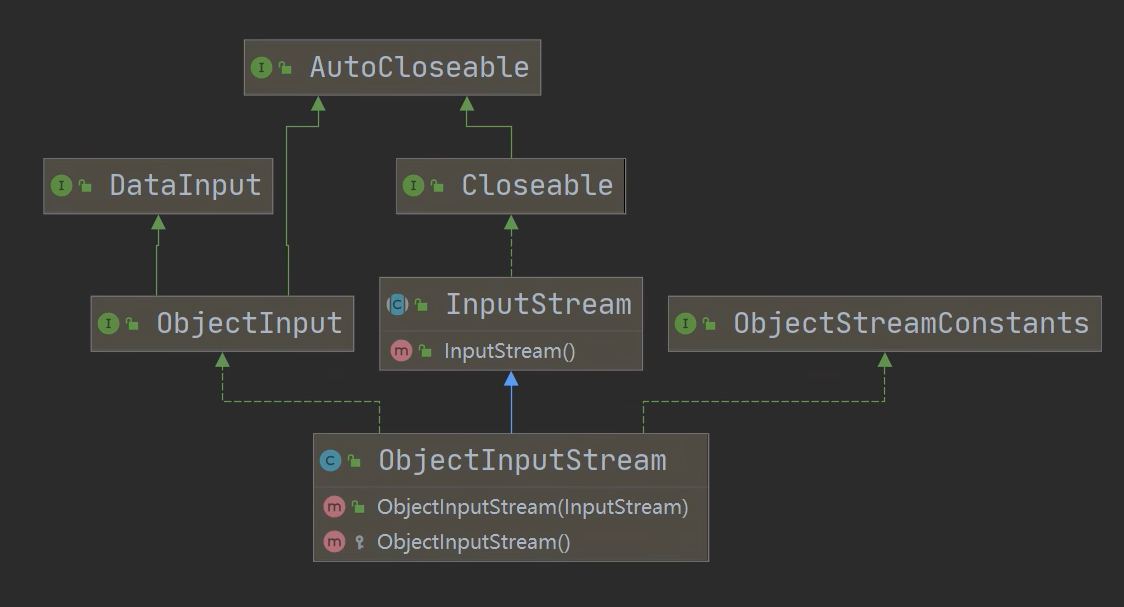 AutoCloseable
DataInput
Closeable
ObjectInput
InputStream
InputStream()
ObjectStreamConstants
ObjectInputStream
ObjectInputStream(InputStream)
ObjectInputStream()